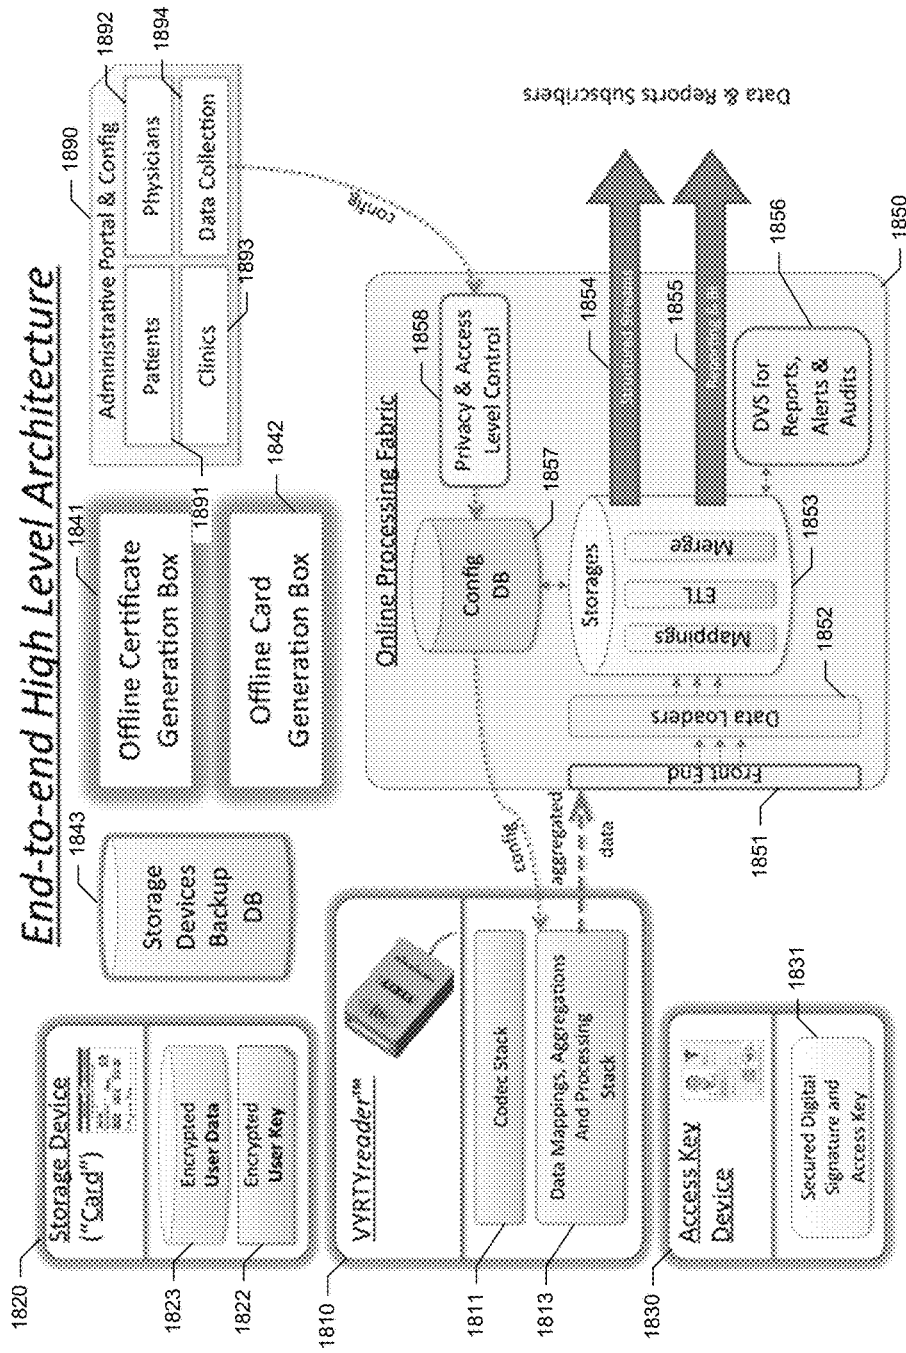 End-to-end High Level Architecture
1820
Storage Device
("Card")
Encrypted
User Data
Encrypted
User Key
1823
1822
1843
Storage
Devices
Backup
DB
1841
Offline Certificate
Generation Box
1842
Offline Card
Generation Box
1890
Administrative Portal & Config
1892
Patients
Physicians
1894
Clinics
Data Collection
1891
1893
config
1810
VYRTYreader™
Codec Stack
1811
Data Mappings, Aggregations
And Processing
Stack
1813
config
aggregated
data
Online Processing Fabric
Config
DB
1857
Privacy & Access
Level Control
1858
1851
Front End
Data Loaders
1852
Storages
Mappings
ETL
Merge
1853
1854
1855
DVS for
Reports,
Alerts &
Audits
1856
1850
Data & Reports Subscribers
1830
Access Key
Device
Secured Digital
Signature and
Access Key
1831